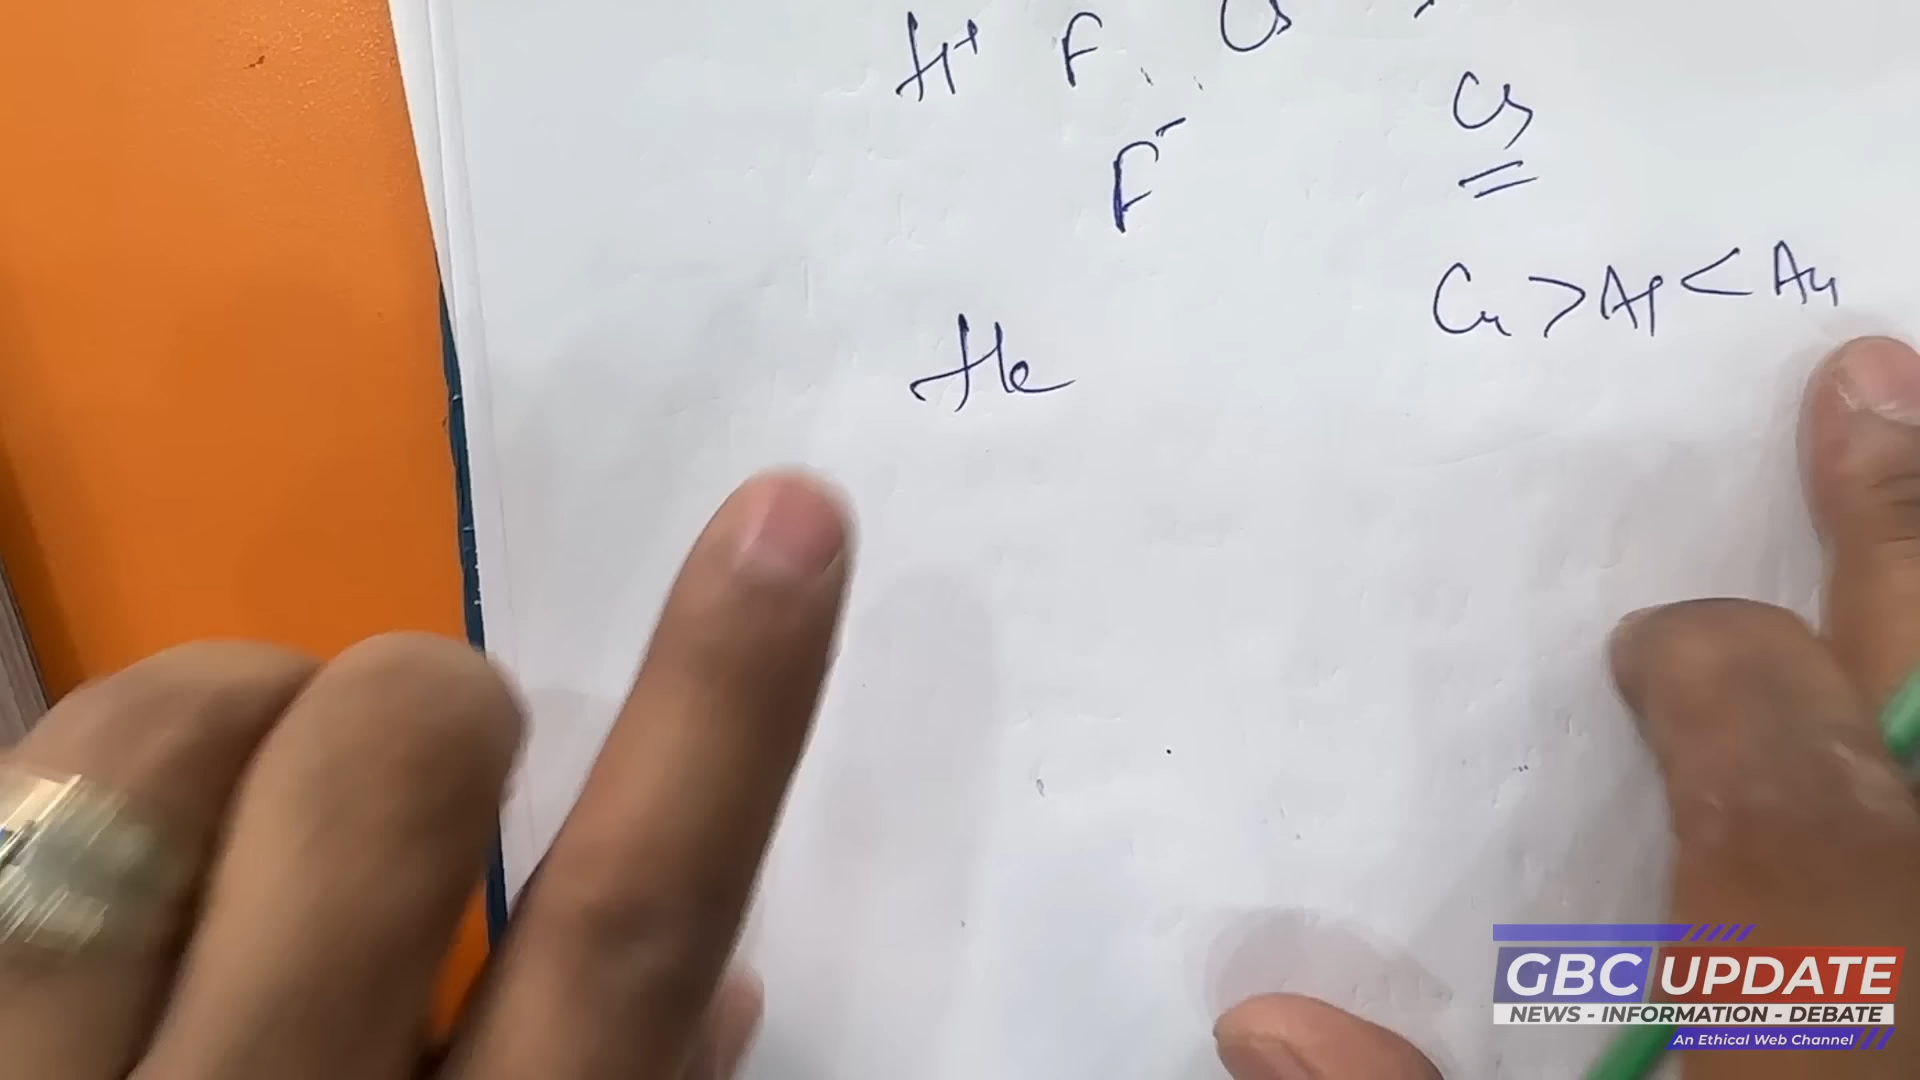 H⁺ F Cs
Cs
F⁻
Cu > Ag < Au
He
GBC UPDATE
NEWS - INFORMATION - DEBATE
An Ethical Web Channel